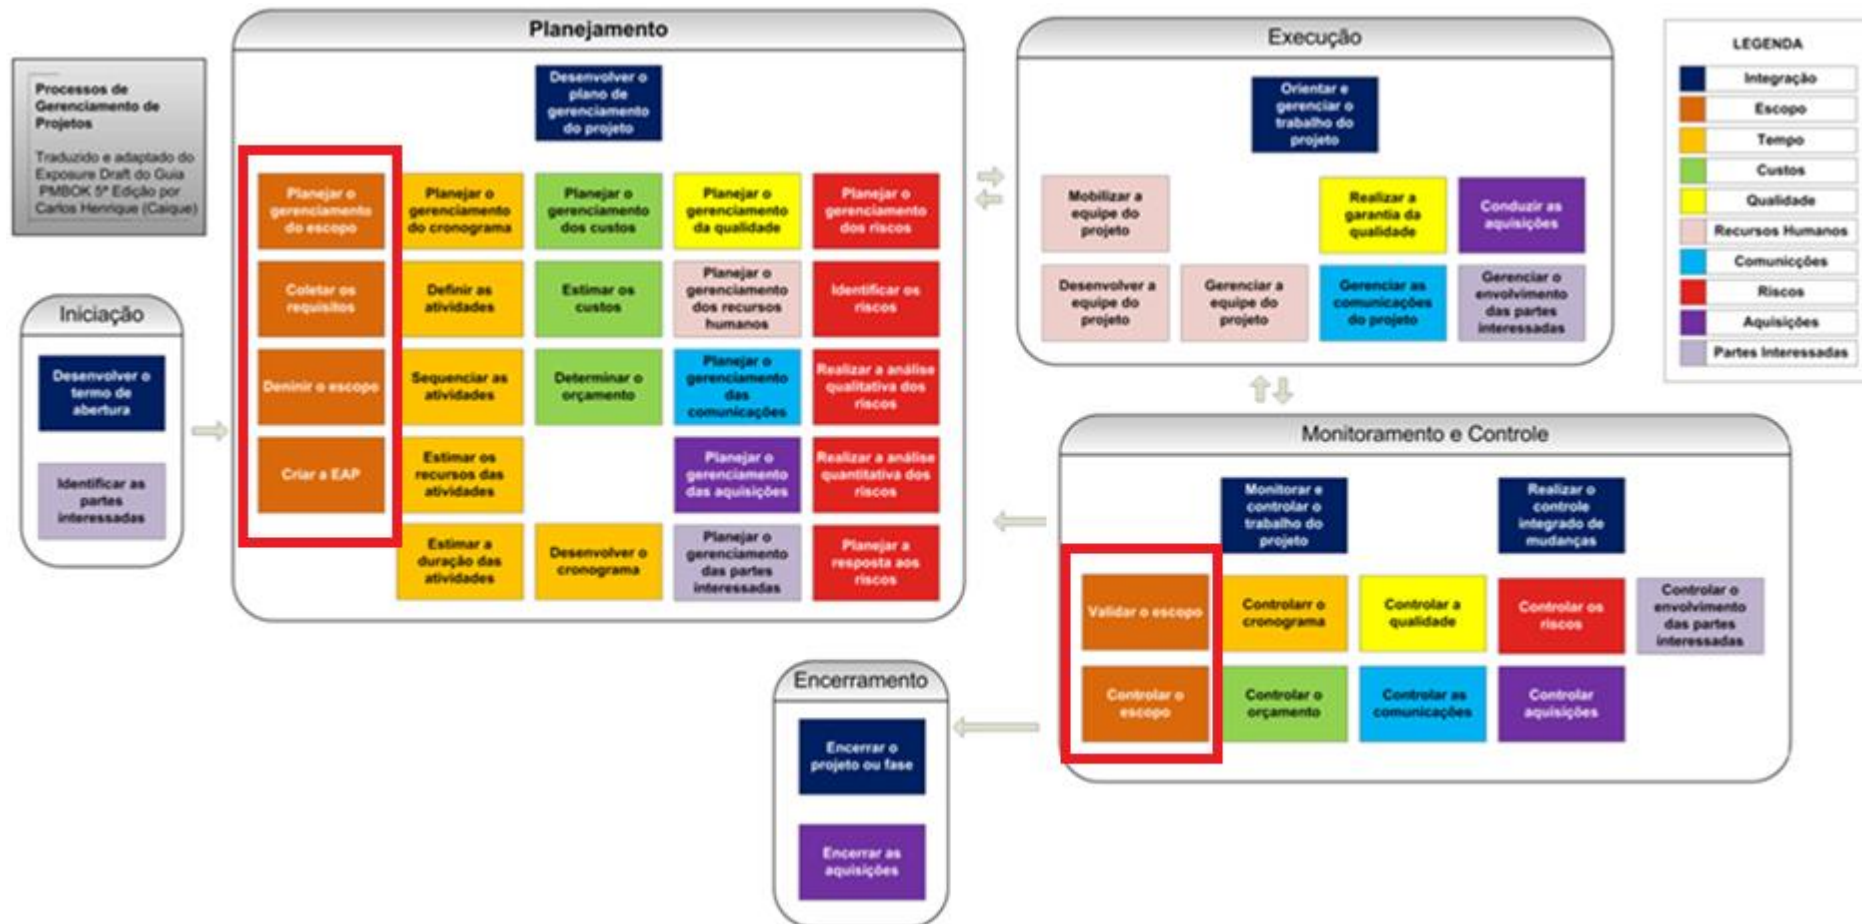 Processos de
Gerenciamento de
Projetos
Traduzido e adaptado do
Exposure Draft do Guia
PMBOK 5ª Edição por
Carlos Henrique (Caique)
Iniciação
Desenvolver o
termo de
abertura
Identificar as
partes
interessadas
Planejamento
Desenvolver o
plano de
gerenciamento
do projeto
Planejar o
gerenciamento
do escopo
Planejar o
gerenciamento
do cronograma
Planejar o
gerenciamento
dos custos
Planejar o
gerenciamento
da qualidade
Planejar o
gerenciamento
dos riscos
Coletar os
requisitos
Definir as
atividades
Estimar os
custos
Planejar o
gerenciamento
dos recursos
humanos
Identificar os
riscos
Deninir o escopo
Sequenciar as
atividades
Determinar o
orçamento
Planejar o
gerenciamento
das
comunicações
Realizar a análise
qualitativa dos
riscos
Criar a EAP
Estimar os
recursos das
atividades
Planejar o
gerenciamento
das aquisições
Realizar a análise
quantitativa dos
riscos
Estimar a
duração das
atividades
Desenvolver o
cronograma
Planejar o
gerenciamento
das partes
interessadas
Planejar a
resposta aos
riscos
Execução
Orientar e
gerenciar o
trabalho do
projeto
Mobilizar a
equipe do
projeto
Realizar a
garantia da
qualidade
Conduzir as
aquisições
Desenvolver a
equipe do
projeto
Gerenciar a
equipe do
projeto
Gerenciar as
comunicações
do projeto
Gerenciar o
envolvimento
das partes
interessadas
Monitoramento e Controle
Monitorar e
controlar o
trabalho do
projeto
Realizar o
controle
integrado de
mudanças
Validar o escopo
Controlarr o
cronograma
Controlar a
qualidade
Controlar os
riscos
Controlar o
envolvimento
das partes
interessadas
Controlar o
escopo
Controlar o
orçamento
Controlar as
comunicações
Controlar
aquisições
Encerramento
Encerrar o
projeto ou fase
Encerrar as
aquisições
LEGENDA
Integração
Escopo
Tempo
Custos
Qualidade
Recursos Humanos
Comunicções
Riscos
Aquisições
Partes Interessadas